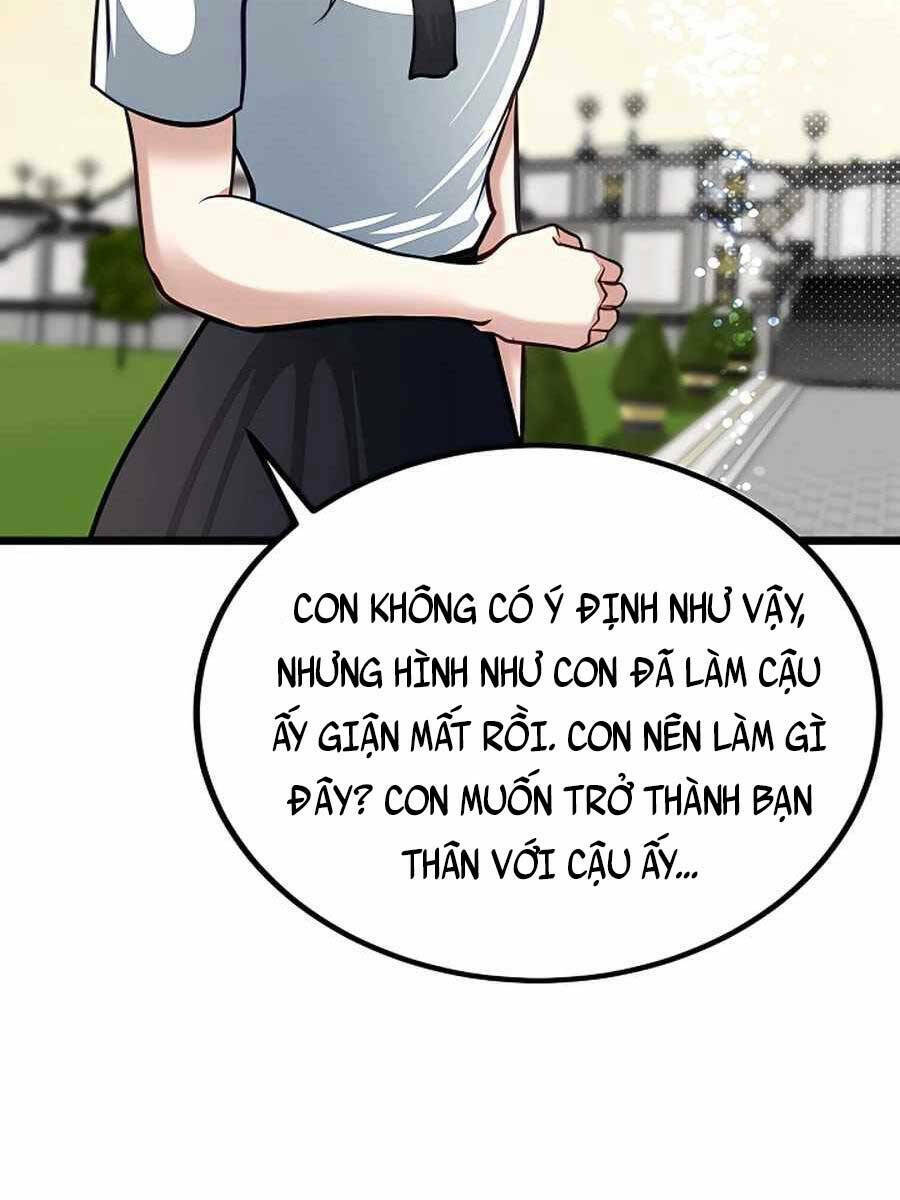 CON KHÔNG CÓ Ý ĐỊNH NHƯ VẬY,
NHƯNG HÌNH NHƯ CON ĐÃ LÀM CẬU
ẤY GIẬN MẤT RỒI. CON NÊN LÀM GÌ
ĐÂY? CON MUỐN TRỞ THÀNH BẠN
THÂN VỚI CẬU ẤY...